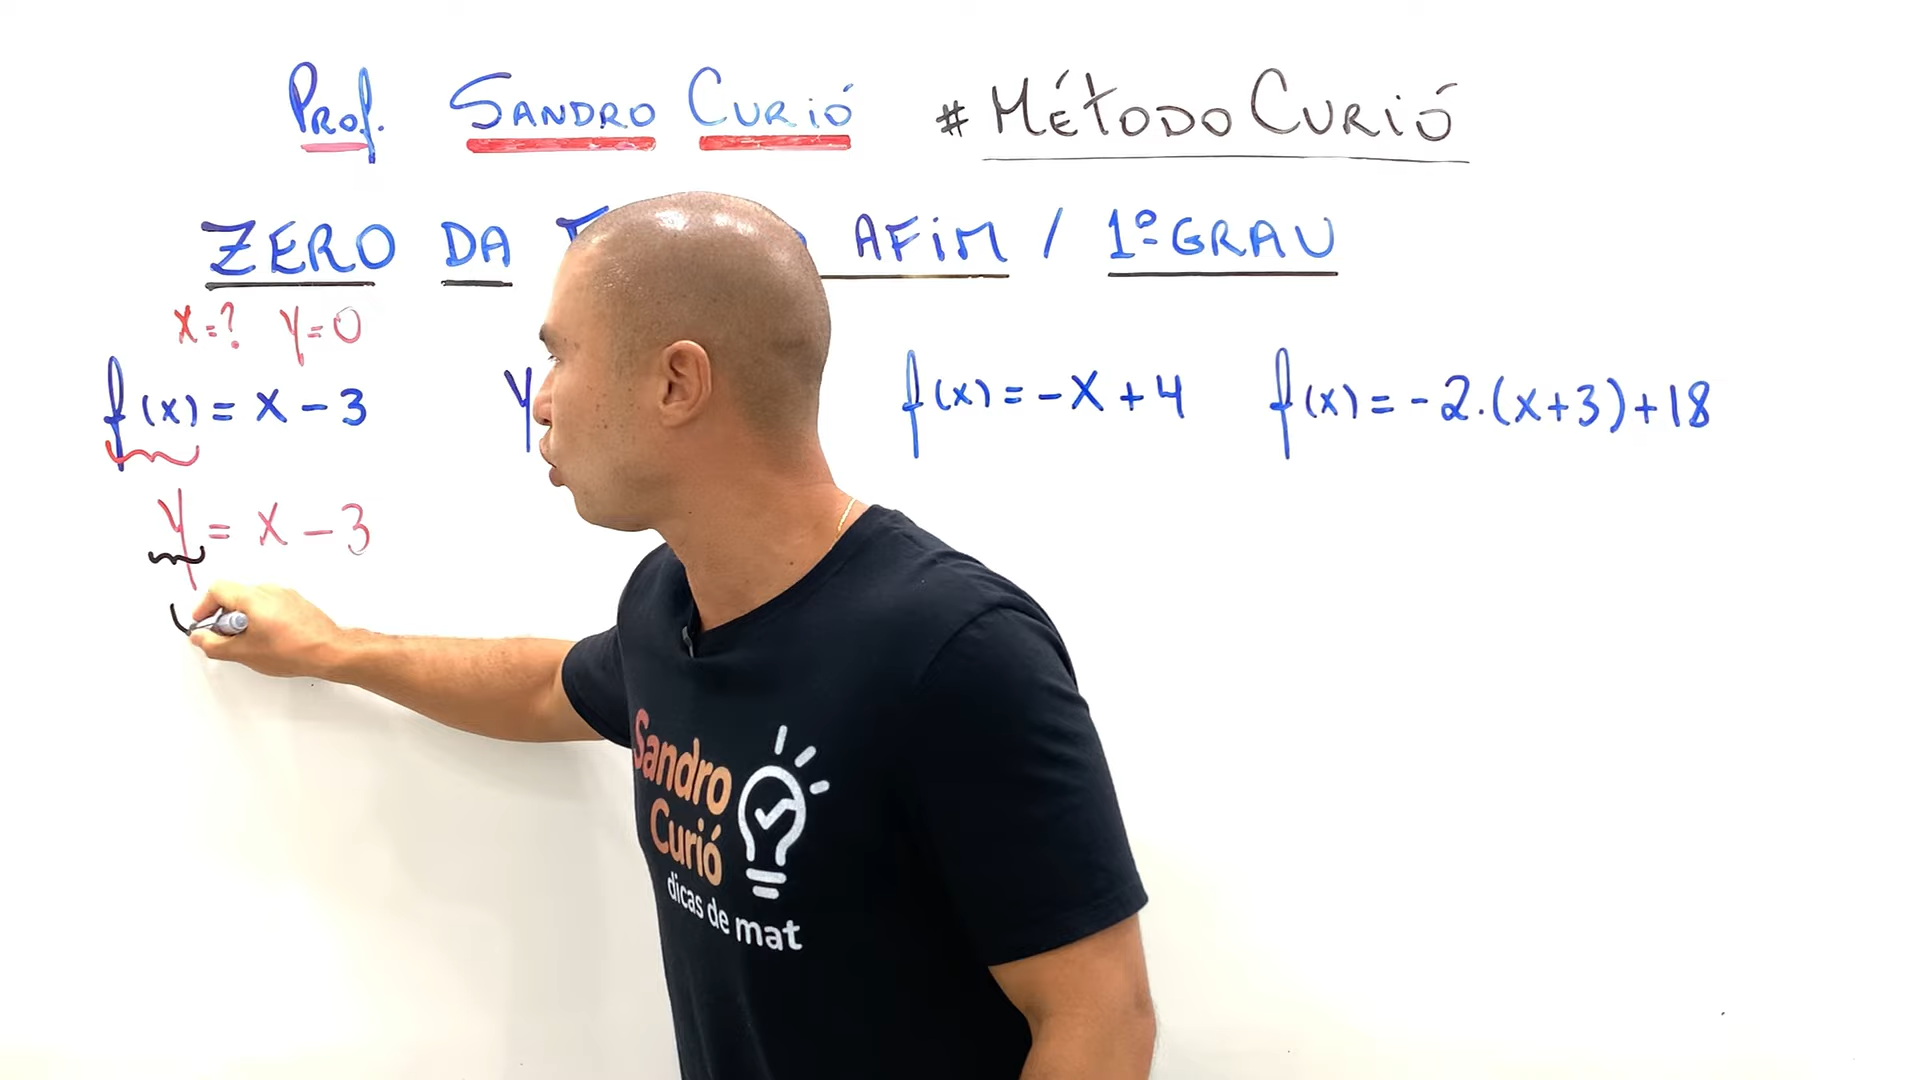 Prof. SANDRO CURIÓ #MÉTODOCURIÓ
ZERO DA AFIM / 1º GRAU
x=? y=0
f(x) = x - 3
y
f(x) = -x + 4
f(x) = -2.(x+3)+18
y = x - 3
Sandro
Curió
dicas de mat